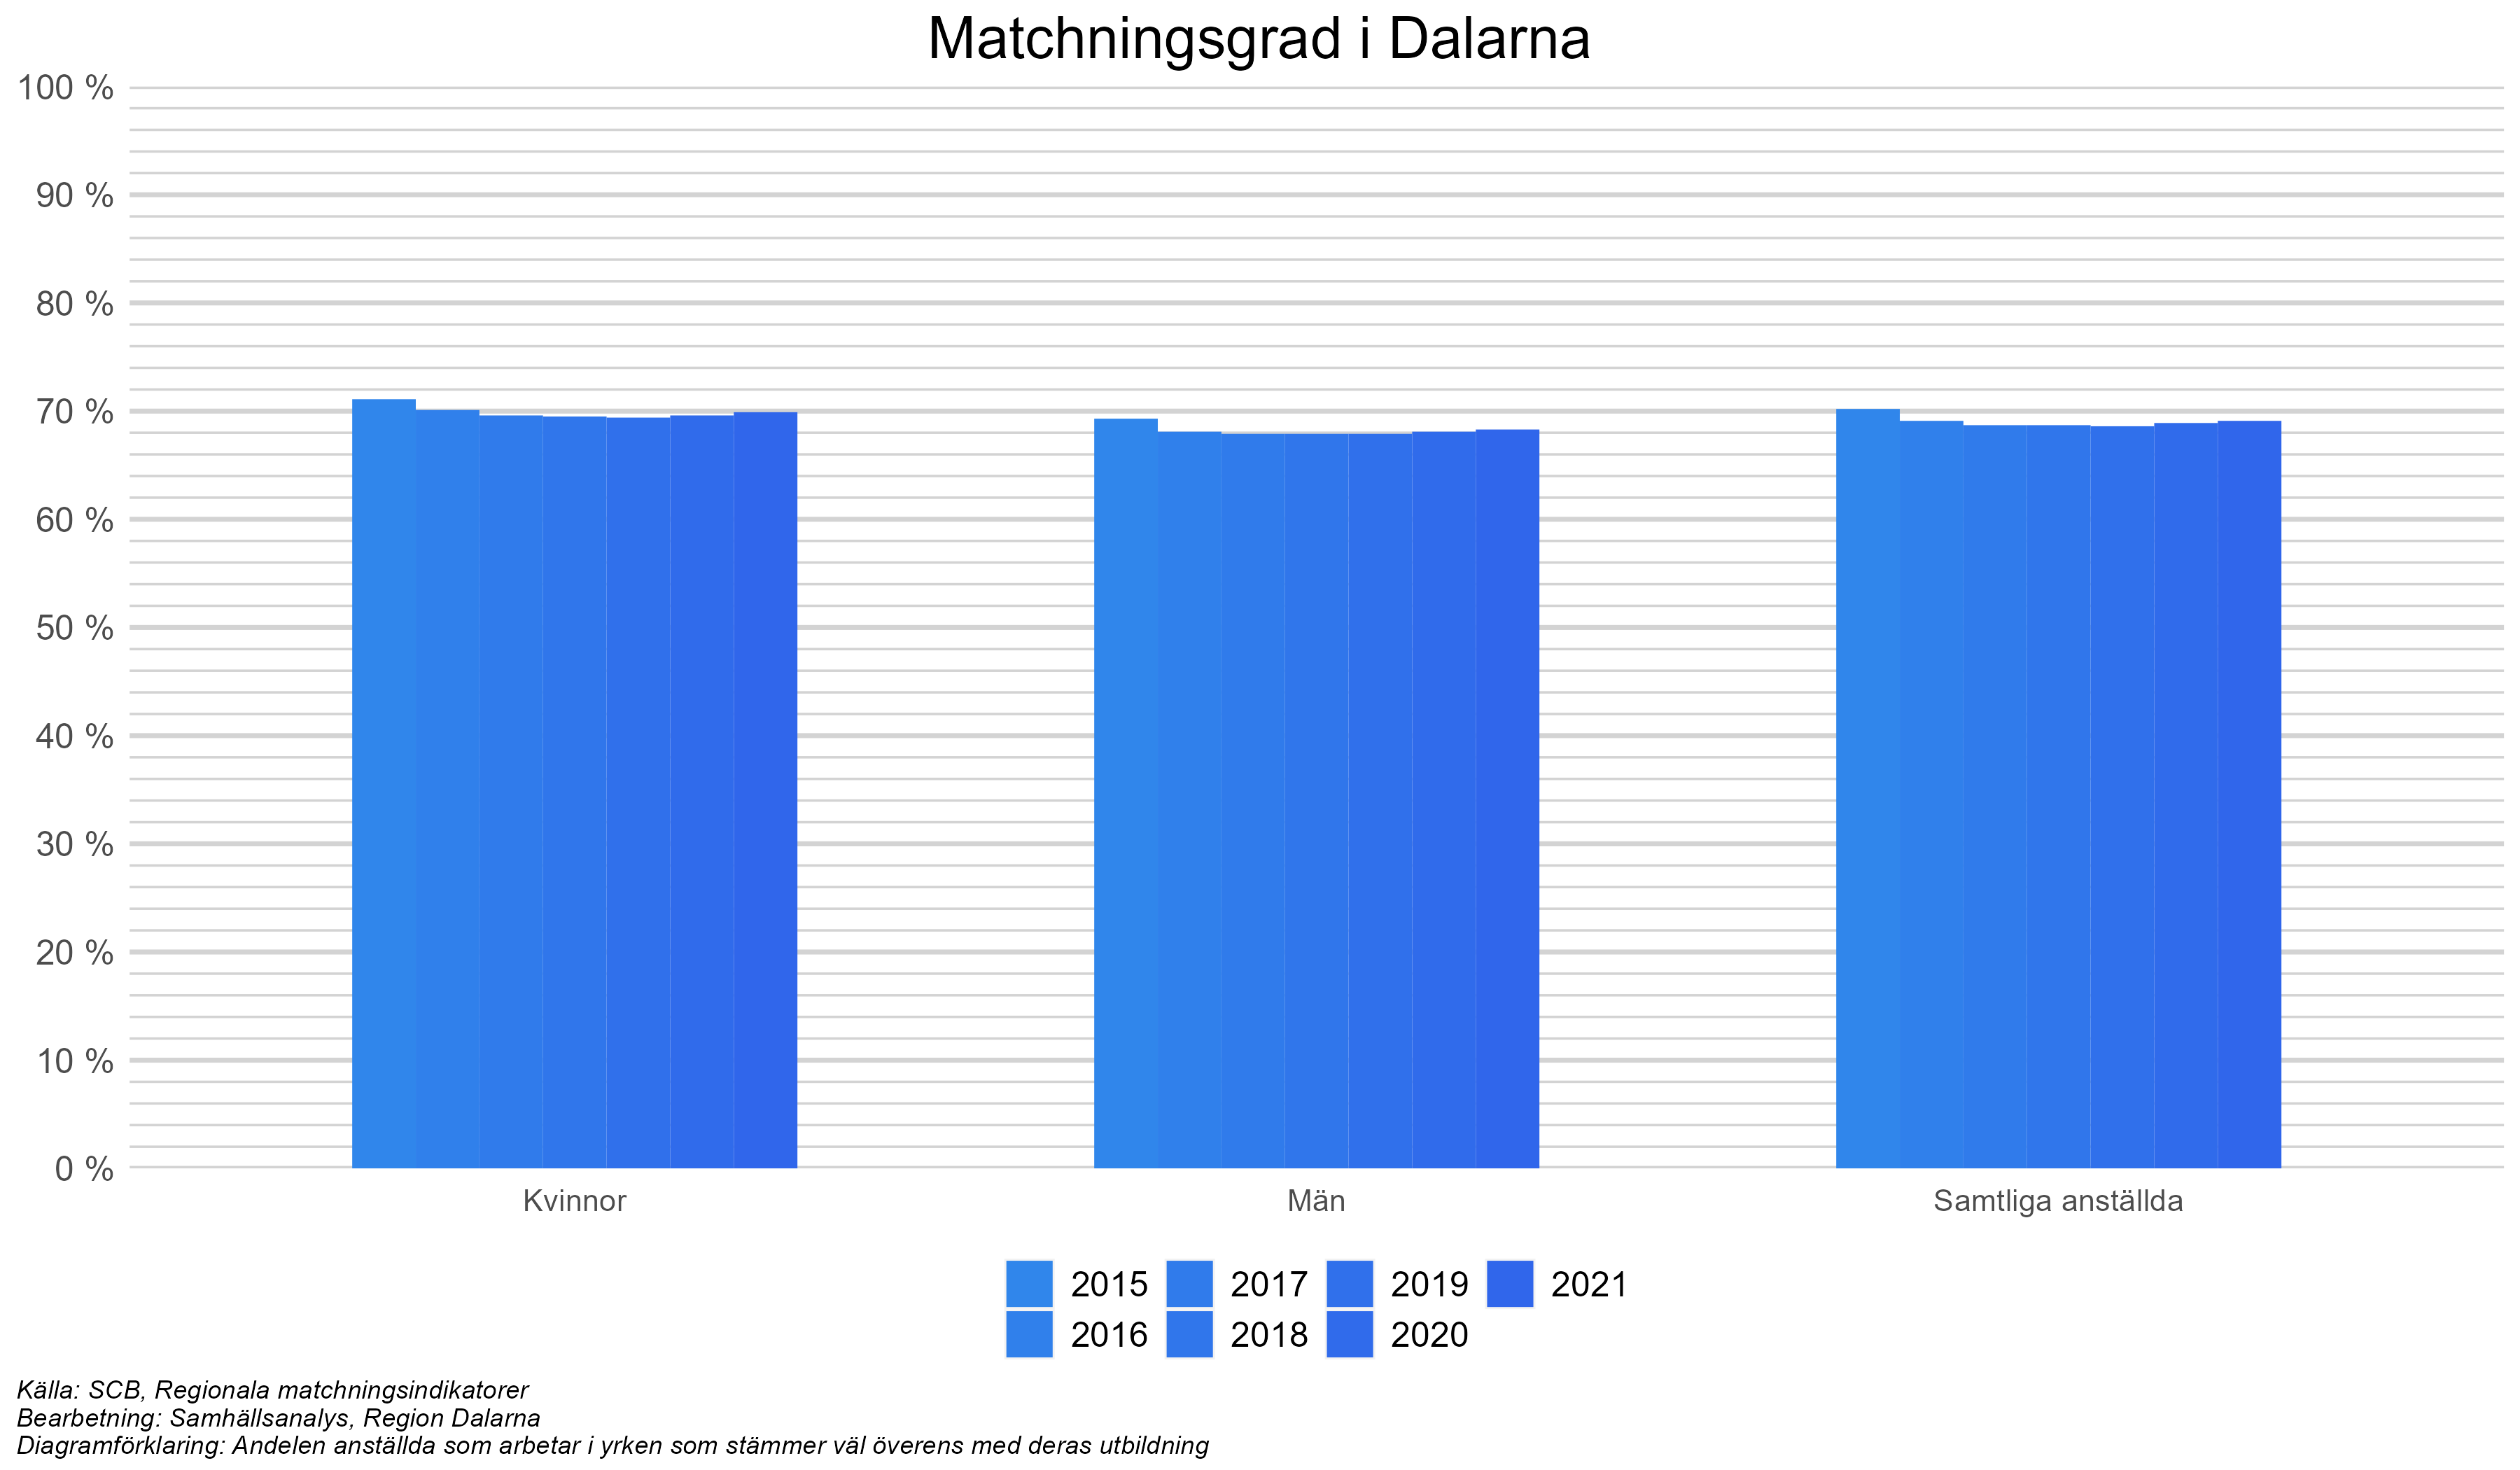 Matchningsgrad i Dalarna
100 %
90 %
80 %
70 %
60 %
50 %
40 %
30 %
20 %
10 %
0 %
Kvinnor
Män
Samtliga anställda
2015
2017
2019
2021
2016
2018
2020
Källa: SCB, Regionala matchningsindikatorer
Bearbetning: Samhällsanalys, Region Dalarna
Diagramförklaring: Andelen anställda som arbetar i yrken som stämmer väl överens med deras utbildning